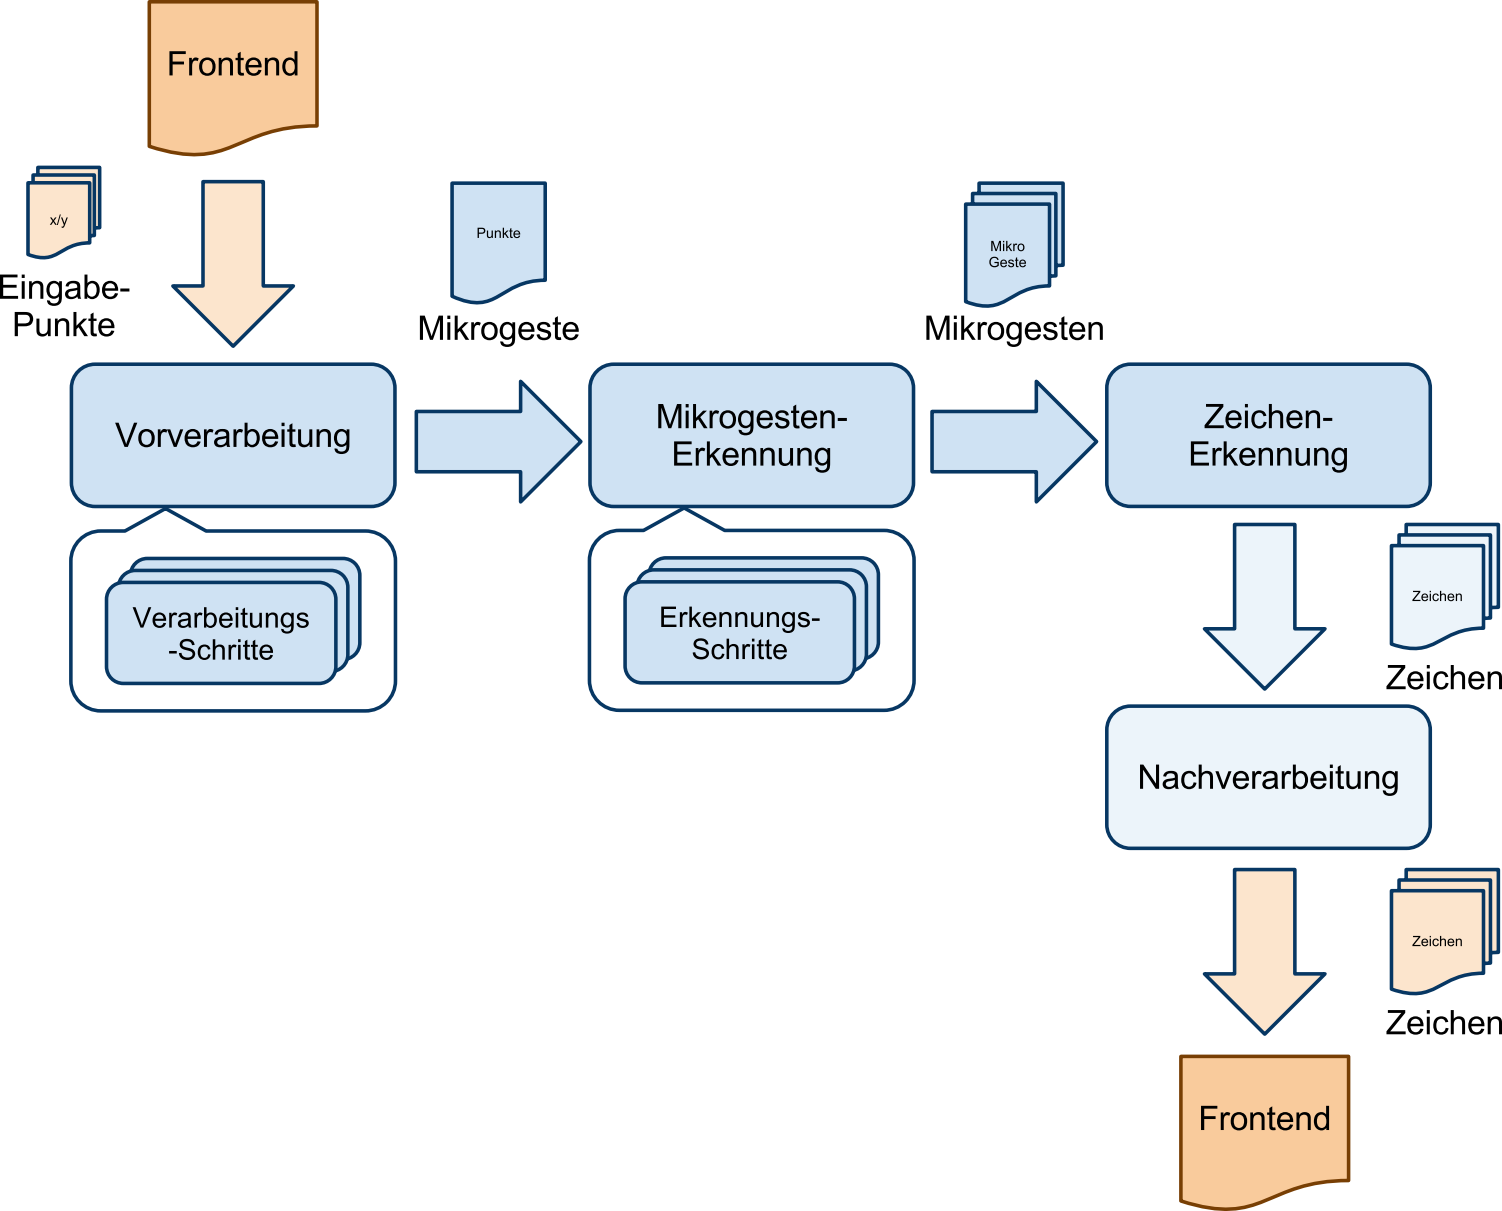 Frontend
x/y
Eingabe-
Punkte
Punkte
Mikrogeste
Mikro
Geste
Mikrogesten
Vorverarbeitung
Mikrogesten-
Erkennung
Zeichen-
Erkennung
Verarbeitungs
-Schritte
Erkennungs-
Schritte
Zeichen
Zeichen
Nachverarbeitung
Zeichen
Zeichen
Frontend